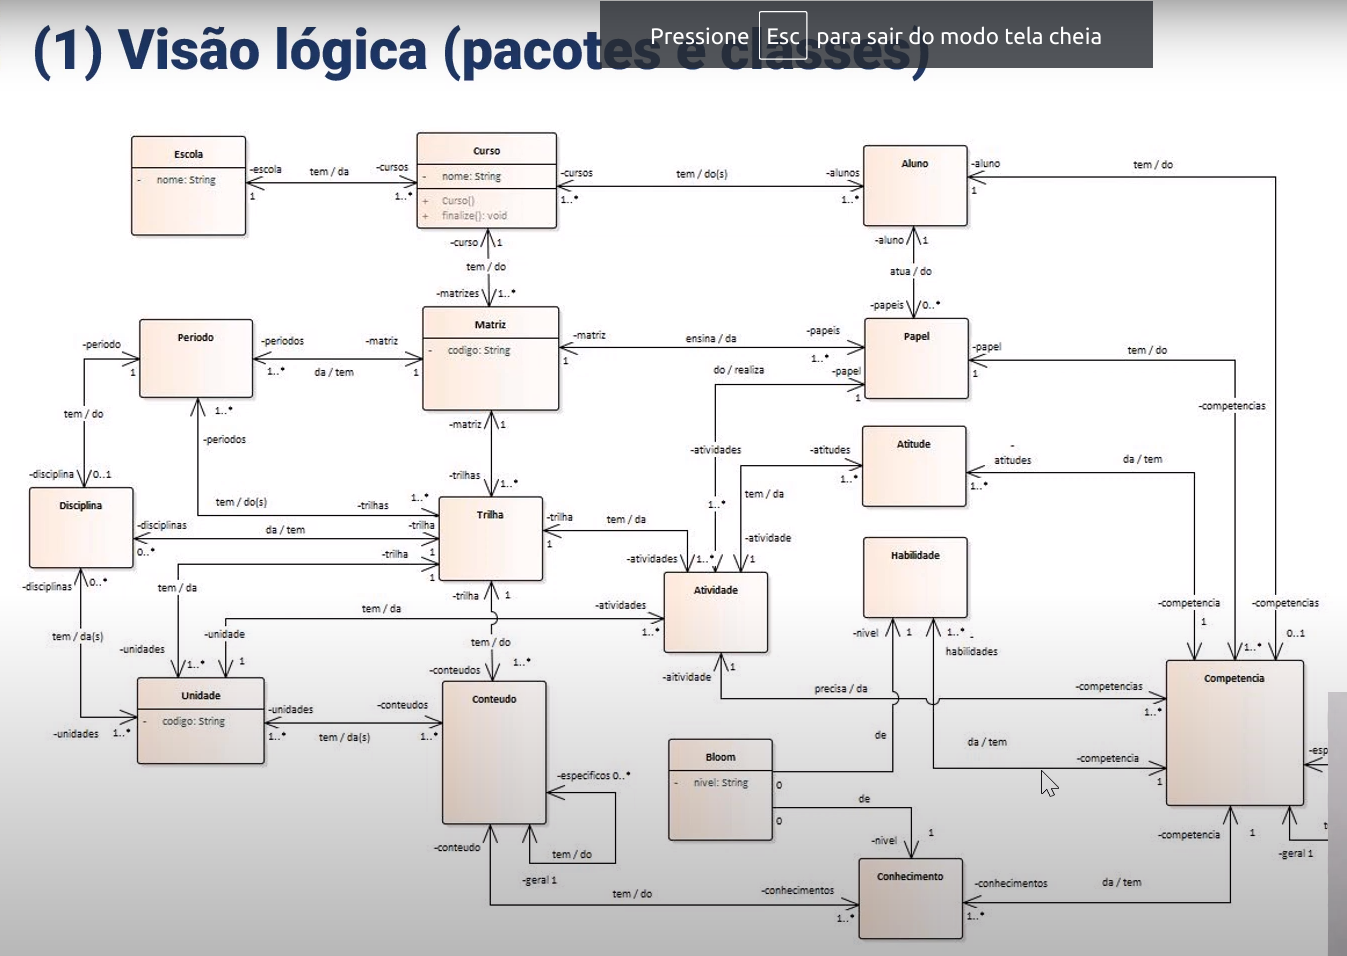 Pressione Esc para sair do modo tela cheia
(1) Visão lógica (pacotes e classes)
Escola
- nome: String
-escola
1
tem / da
-cursos
1..*
Curso
- nome: String
+ Curso()
+ finalize(): void
-cursos
1..*
tem / do(s)
-alunos
1..*
Aluno
-aluno
1
tem / do
-curso
1
tem / do
-matrizes
1..*
-aluno
1
atua / do
-papeis
0..*
Periodo
-periodo
1
-periodos
1..*
da / tem
-matriz
1
Matriz
- codigo: String
-matriz
1
ensina / da
-papeis
1..*
Papel
-papel
1
tem / do
-competencias
do / realiza
-papel
1
tem / do
-disciplina
0..1
1..*
-periodos
tem / do(s)
-trilhas
1..*
-matriz
1
-trilhas
1..*
-atividades
1..*
-atitudes
1..*
tem / da
-atividade
1
Atitude
-
atitudes
1..*
da / tem
Disciplina
-disciplinas
0..*
da / tem
-trilha
1
-trilha
1
Trilha
-trilha
1
tem / da
-atividades
1..*
Habilidade
-disciplinas
0..*
tem / da
tem / da(s)
-unidades
1..*
-trilha
1
tem / do
-conteudos
1..*
tem / da
-unidade
1
-atividades
1..*
Atividade
-nivel
1
1..*
-
habilidades
-competencia
1
-competencias
0..1
1..*
-unidades
1..*
Unidade
- codigo: String
-unidades
1..*
tem / da(s)
-conteudos
1..*
Conteudo
-aitividade
1
precisa / da
-competencias
1..*
Competencia
-esp
Bloom
- nivel: String
0
0
de
de
da / tem
-competencia
1
-especificos 0..*
tem / do
-geral 1
-conteudo
tem / do
-conhecimentos
1..*
-nivel
1
Conhecimento
-conhecimentos
1..*
da / tem
-competencia
1
t
-geral 1